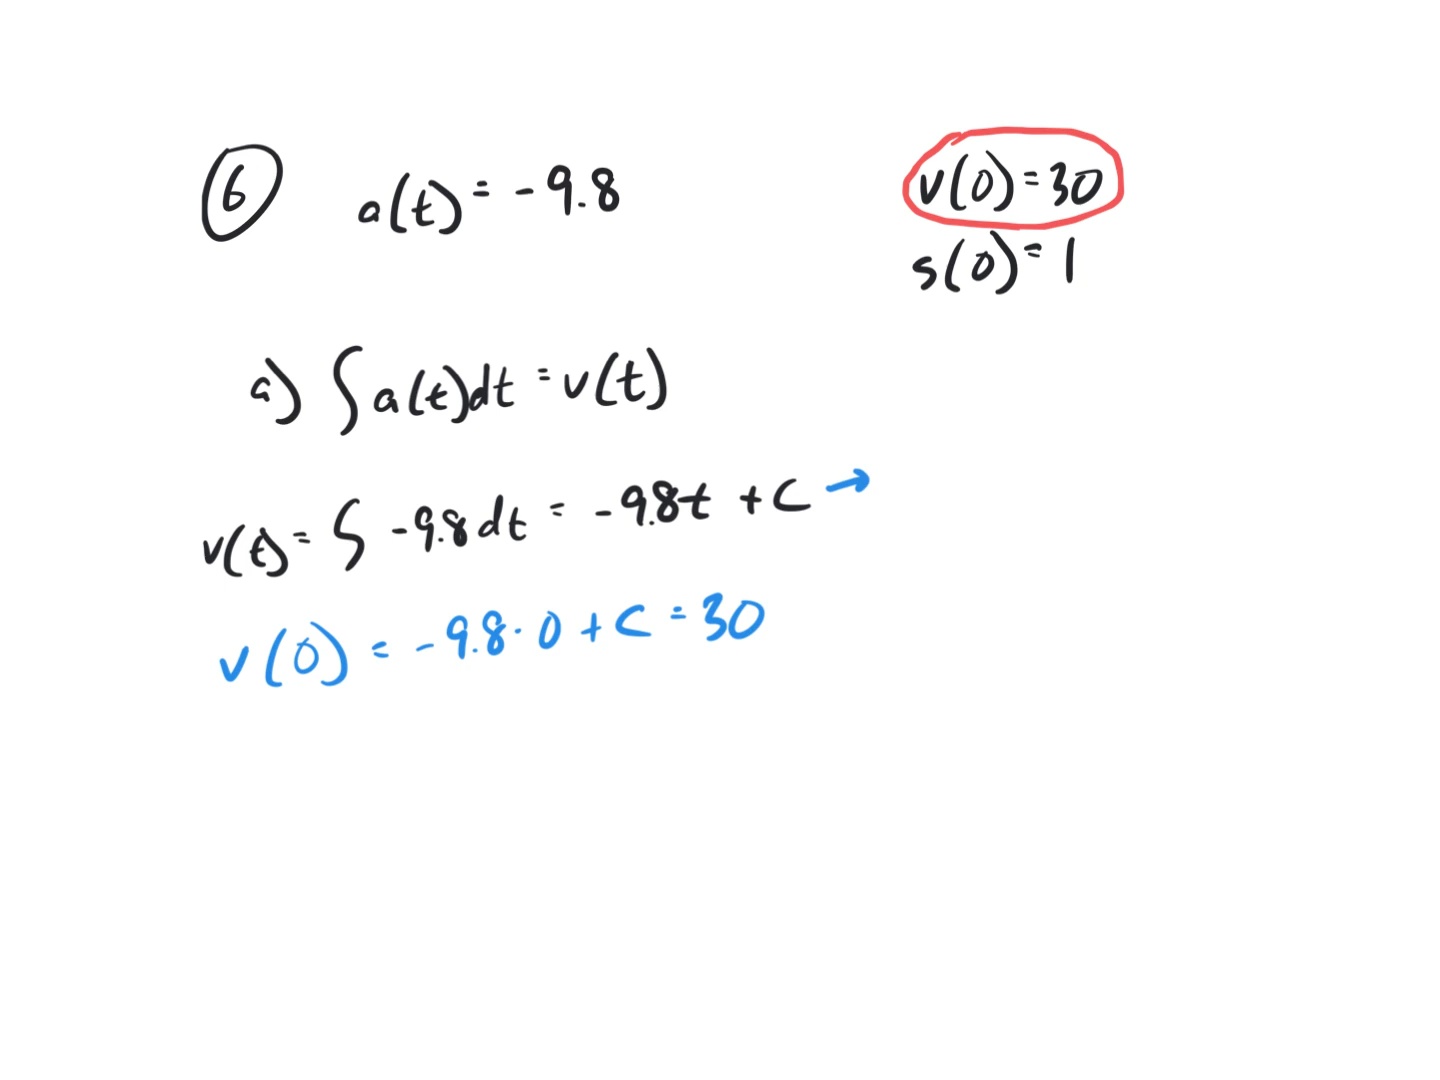 6 a(t) = -9.8
v(0) = 30
s(0) = 1
a) ∫ a(t)dt = v(t)
v(t) = ∫ -9.8 dt = -9.8t + C →
v(0) = -9.8 · 0 + C = 30